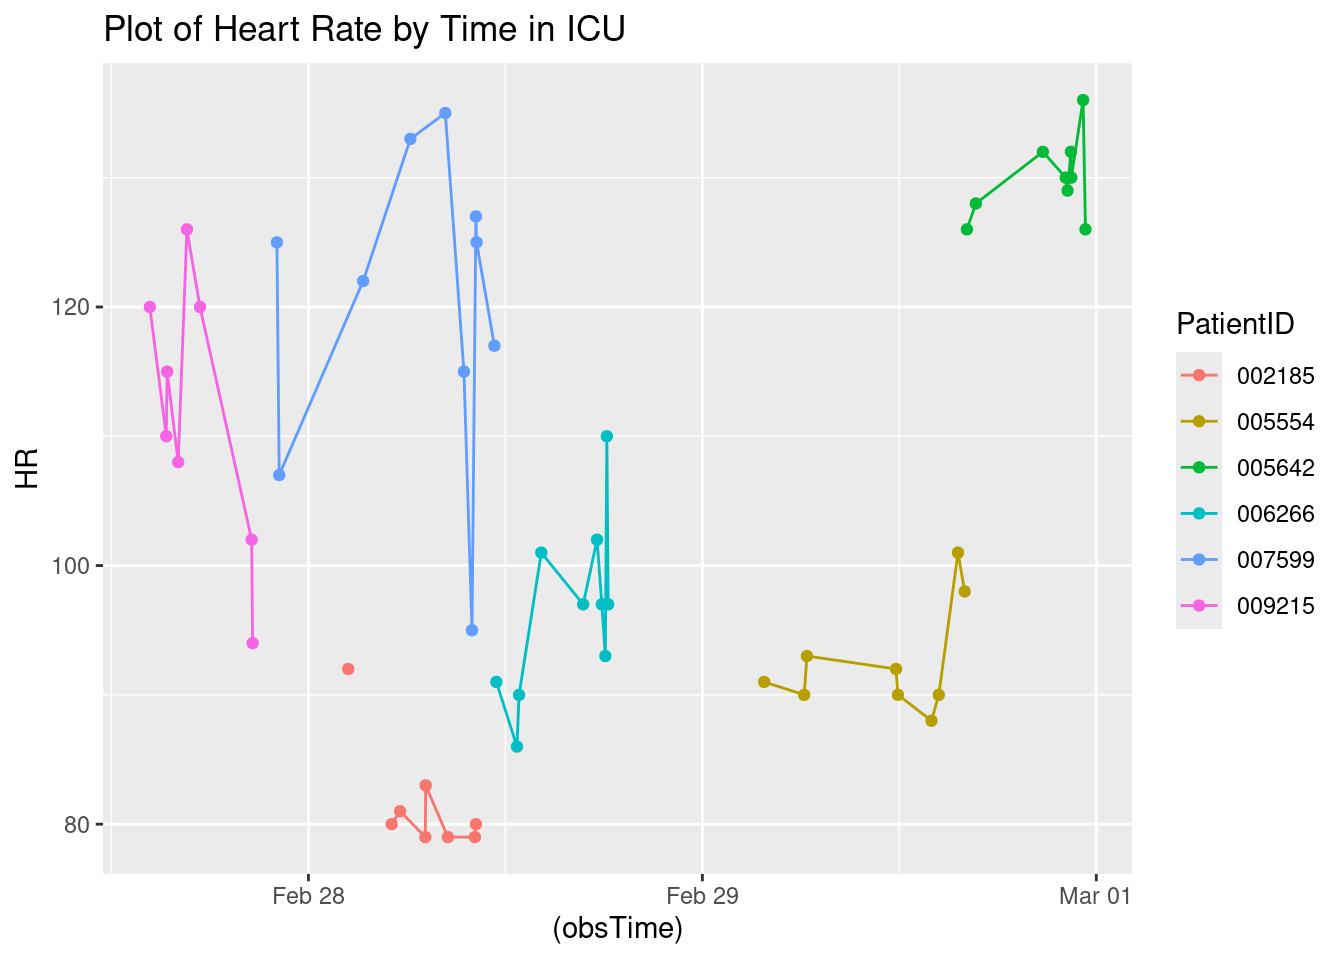 Plot of Heart Rate by Time in ICU
HR
120
100
80
Feb 28
Feb 29
Mar 01
(obsTime)
PatientID
002185
005554
005642
006266
007599
009215